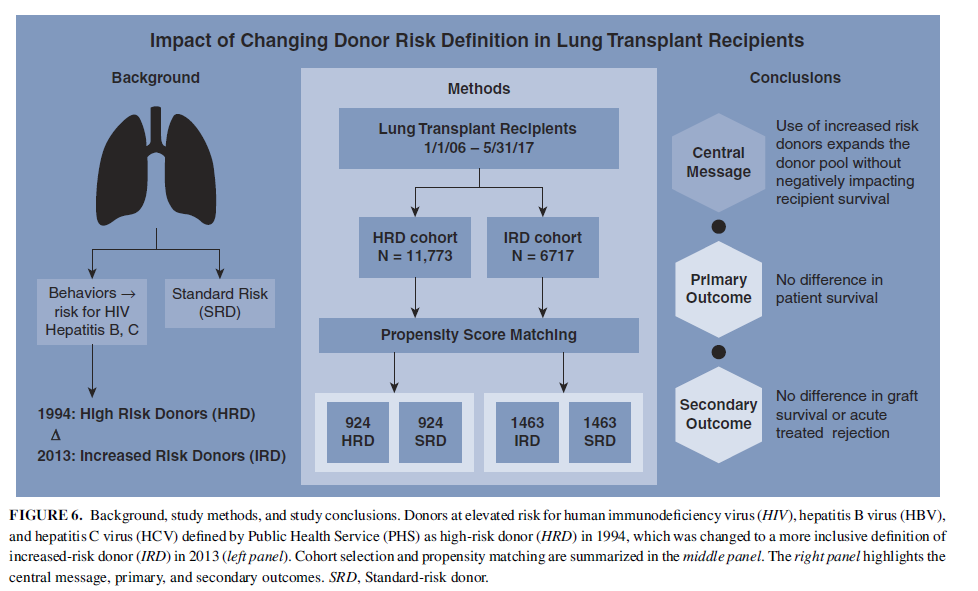 Impact of Changing Donor Risk Definition in Lung Transplant Recipients
Background
Behaviors →
risk for HIV
Hepatitis B, C
Standard Risk
(SRD)
1994: High Risk Donors (HRD)
Δ
2013: Increased Risk Donors (IRD)
Methods
Lung Transplant Recipients
1/1/06 – 5/31/17
HRD cohort
N = 11,773
IRD cohort
N = 6717
Propensity Score Matching
924
HRD
924
SRD
1463
IRD
1463
SRD
Conclusions
Central
Message
Use of increased risk
donors expands the
donor pool without
negatively impacting
recipient survival
Primary
Outcome
No difference in
patient survival
Secondary
Outcome
No difference in graft
survival or acute
treated rejection
FIGURE 6. Background, study methods, and study conclusions. Donors at elevated risk for human immunodeficiency virus (HIV), hepatitis B virus (HBV),
and hepatitis C virus (HCV) defined by Public Health Service (PHS) as high-risk donor (HRD) in 1994, which was changed to a more inclusive definition of
increased-risk donor (IRD) in 2013 (left panel). Cohort selection and propensity matching are summarized in the middle panel. The right panel highlights the
central message, primary, and secondary outcomes. SRD, Standard-risk donor.